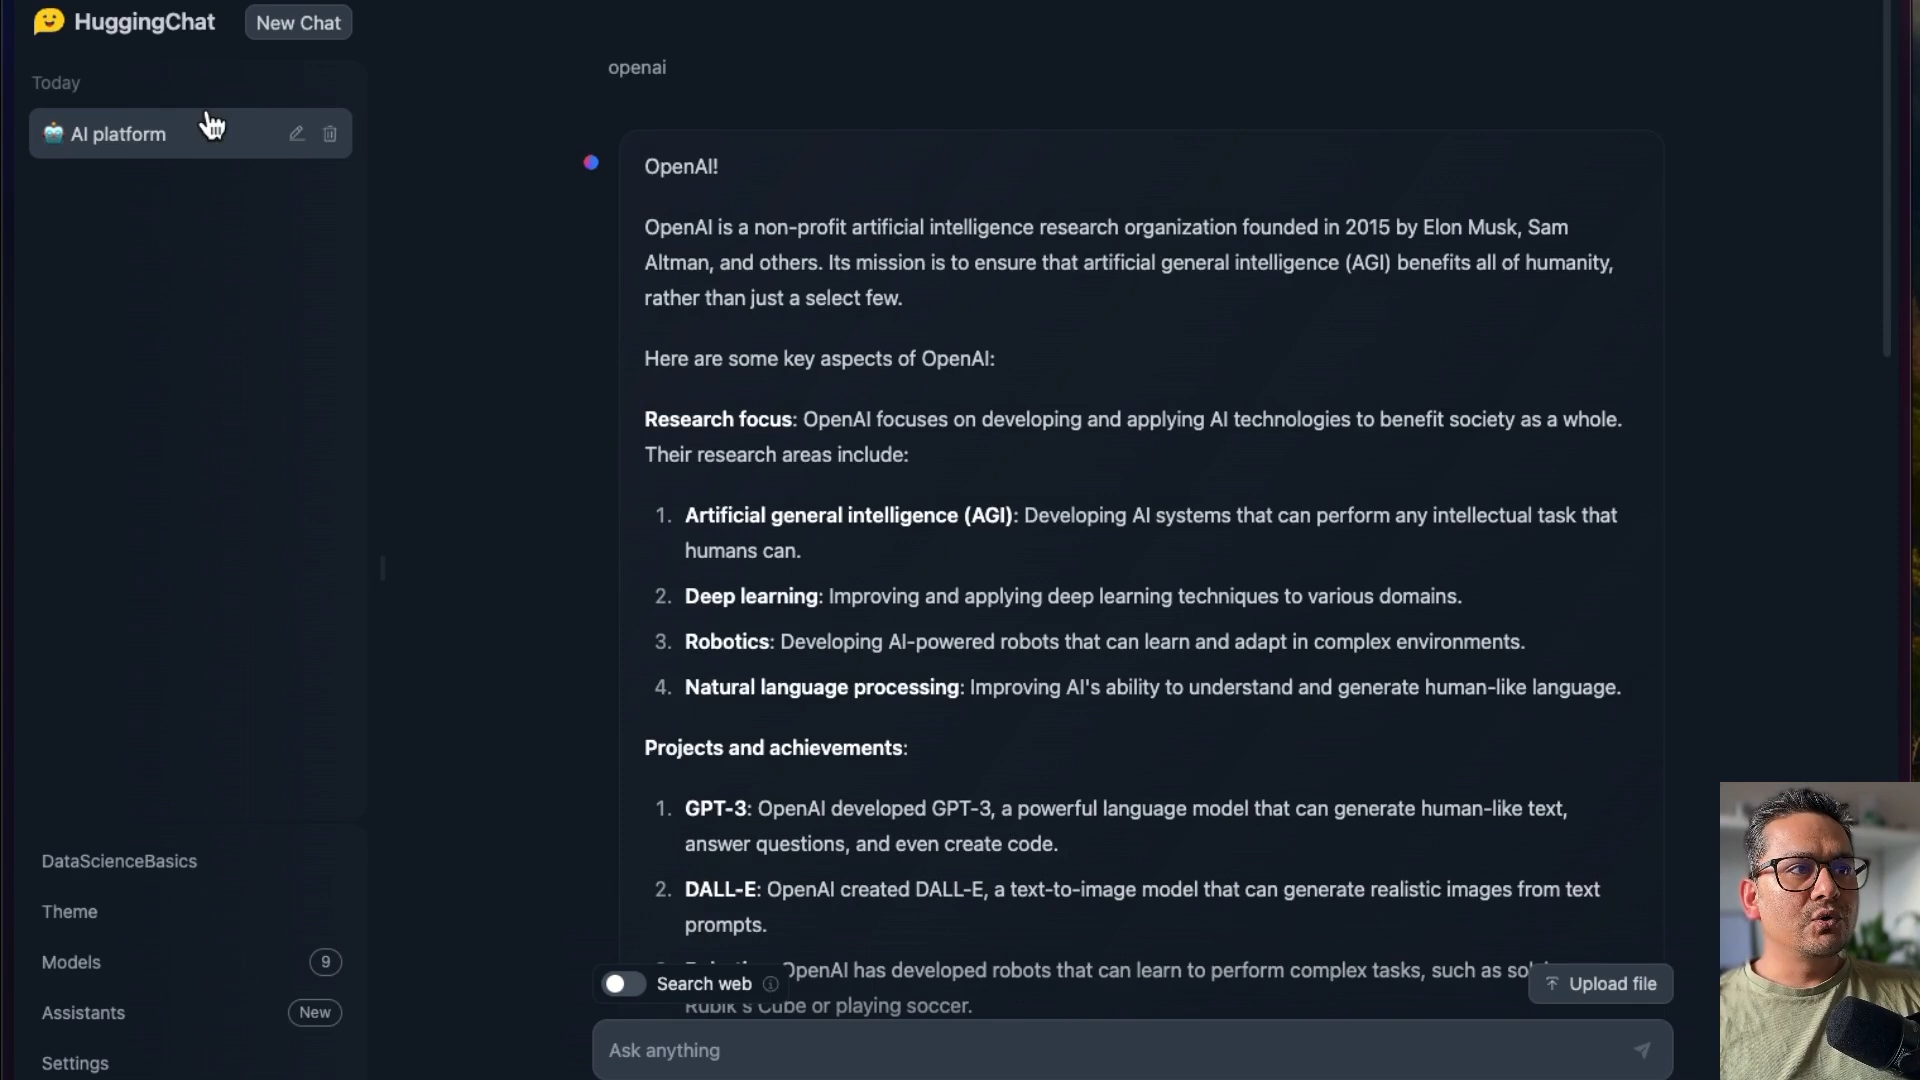 HuggingChat
New Chat
Today
AI platform
DataScienceBasics
Theme
Models 9
Assistants New
Settings
openai
OpenAI!
OpenAI is a non-profit artificial intelligence research organization founded in 2015 by Elon Musk, Sam
Altman, and others. Its mission is to ensure that artificial general intelligence (AGI) benefits all of humanity,
rather than just a select few.
Here are some key aspects of OpenAI:
Research focus: OpenAI focuses on developing and applying AI technologies to benefit society as a whole.
Their research areas include:
1. Artificial general intelligence (AGI): Developing AI systems that can perform any intellectual task that
humans can.
2. Deep learning: Improving and applying deep learning techniques to various domains.
3. Robotics: Developing AI-powered robots that can learn and adapt in complex environments.
4. Natural language processing: Improving AI's ability to understand and generate human-like language.
Projects and achievements:
1. GPT-3: OpenAI developed GPT-3, a powerful language model that can generate human-like text,
answer questions, and even create code.
2. DALL-E: OpenAI created DALL-E, a text-to-image model that can generate realistic images from text
prompts.
OpenAI has developed robots that can learn to perform complex tasks, such as
Rubik's Cube or playing soccer.
Search web
Upload file
Ask anything